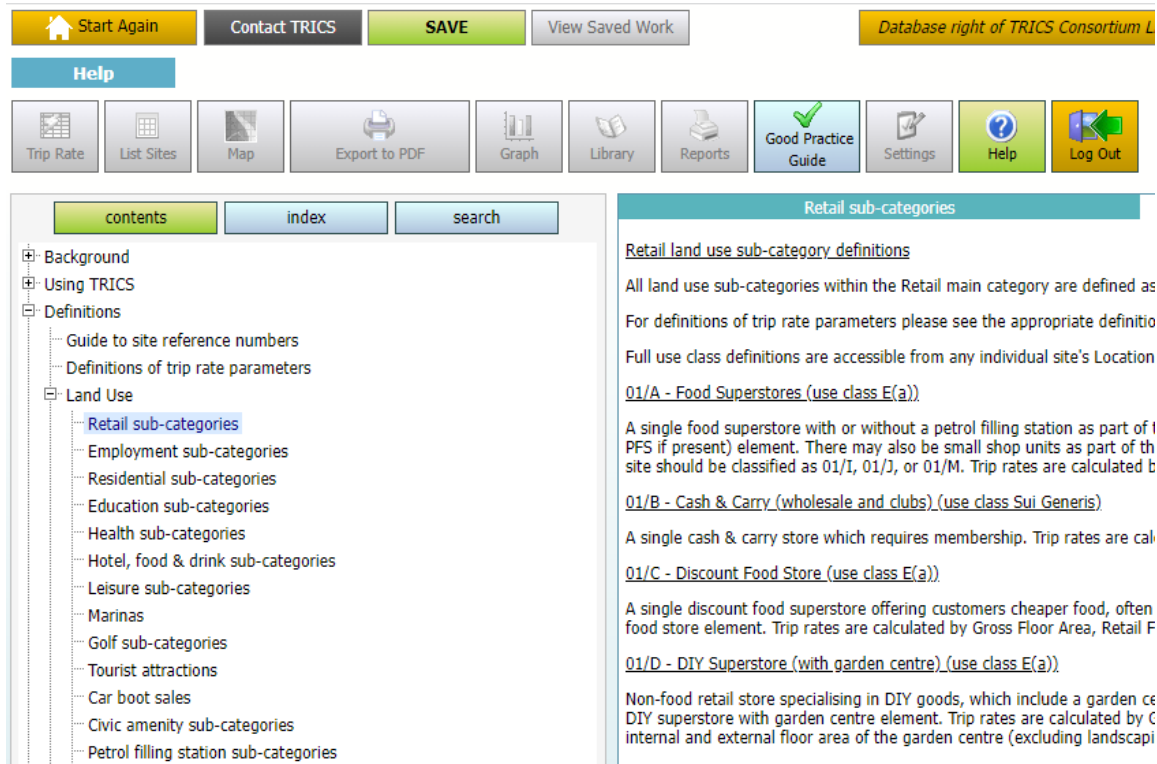 Start Again
Contact TRICS
SAVE
View Saved Work
Database right of TRICS Consortium
Help
Trip Rate
List Sites
Map
Export to PDF
Graph
Library
Reports
Good Practice
Guide
Settings
Help
Log Out
contents
index
search
Background
Using TRICS
Definitions
Guide to site reference numbers
Definitions of trip rate parameters
Land Use
Retail sub-categories
Employment sub-categories
Residential sub-categories
Education sub-categories
Health sub-categories
Hotel, food & drink sub-categories
Leisure sub-categories
Marinas
Golf sub-categories
Tourist attractions
Car boot sales
Civic amenity sub-categories
Petrol filling station sub-categories
Retail sub-categories
Retail land use sub-category definitions
All land use sub-categories within the Retail main category are defined as
For definitions of trip rate parameters please see the appropriate
Full use class definitions are accessible from any individual site's Location
01/A - Food Superstores (use class E(a))
A single food superstore with or without a petrol filling station as part of
PFS if present) element. There may also be small shop units as part of
site should be classified as 01/I, 01/J, or 01/M. Trip rates are calculated
01/B - Cash & Carry (wholesale and clubs) (use class Sui Generis)
A single cash & carry store which requires membership. Trip rates are
01/C - Discount Food Store (use class E(a))
A single discount food superstore offering customers cheaper food, often
food store element. Trip rates are calculated by Gross Floor Area, Retail
01/D - DIY Superstore (with garden centre) (use class E(a))
Non-food retail store specialising in DIY goods, which include a garden
DIY superstore with garden centre element. Trip rates are calculated by
internal and external floor area of the garden centre (excluding